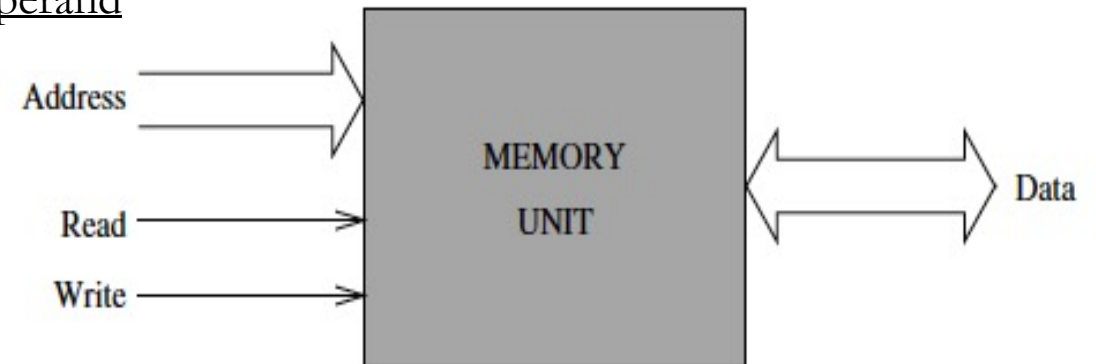 perand
Address
Read
Write
MEMORY
UNIT
Data